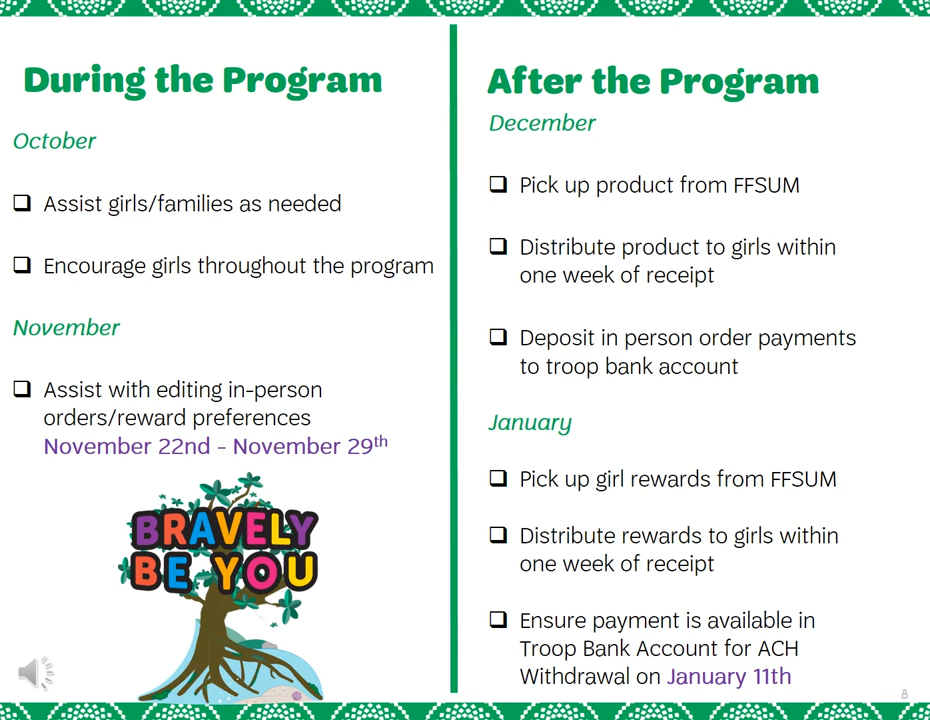 During the Program
October
❑ Assist girls/families as needed
❑ Encourage girls throughout the program
November
❑ Assist with editing in-person
orders/reward preferences
November 22nd - November 29th
BRAVELY
BE YOU
After the Program
December
❑ Pick up product from FFSUM
❑ Distribute product to girls within
one week of receipt
❑ Deposit in person order payments
to troop bank account
January
❑ Pick up girl rewards from FFSUM
❑ Distribute rewards to girls within
one week of receipt
❑ Ensure payment is available in
Troop Bank Account for ACH
Withdrawal on January 11th
8